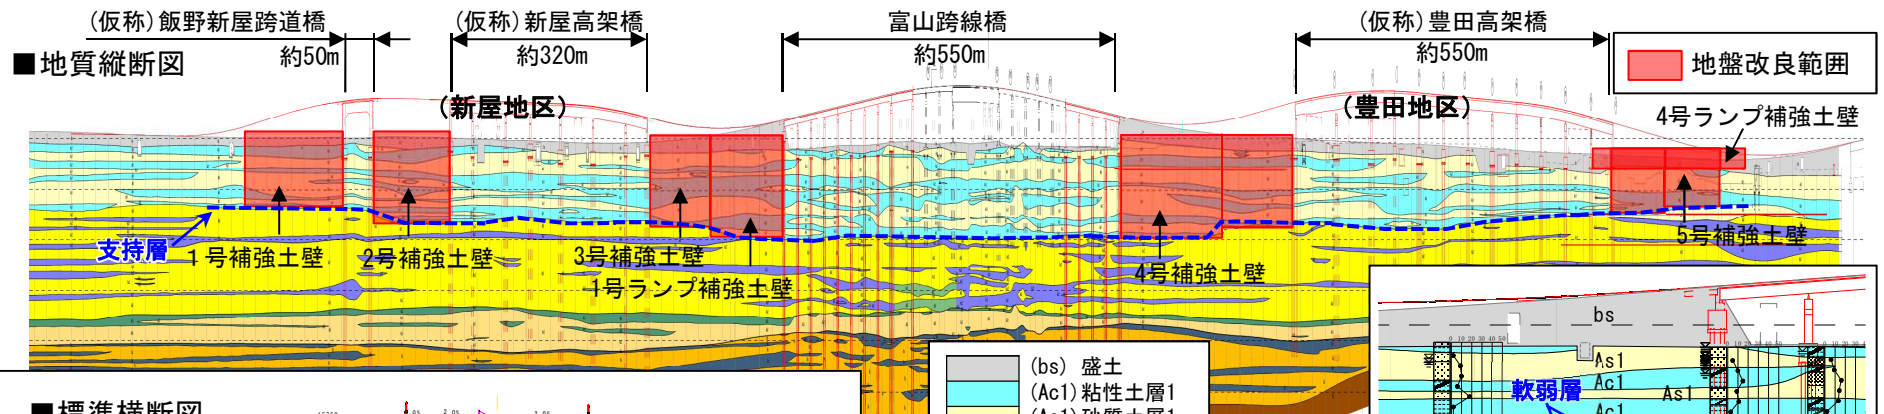 (仮称)飯野新屋跨道橋
約50m
(仮称)新屋高架橋
約320m
富山跨線橋
約550m
(仮称)豊田高架橋
約550m
■地質縦断図
地盤改良範囲
(新屋地区)
(豊田地区)
4号ランプ補強土壁
支持層
1号補強土壁
2号補強土壁
3号補強土壁
1号ランプ補強土壁
4号補強土壁
5号補強土壁
(bs) 盛土
(Ac1)粘性土層1
(As1)砂質土層1
bs
As1
Ac1
As1
軟弱層
Ac1
■標準横断図